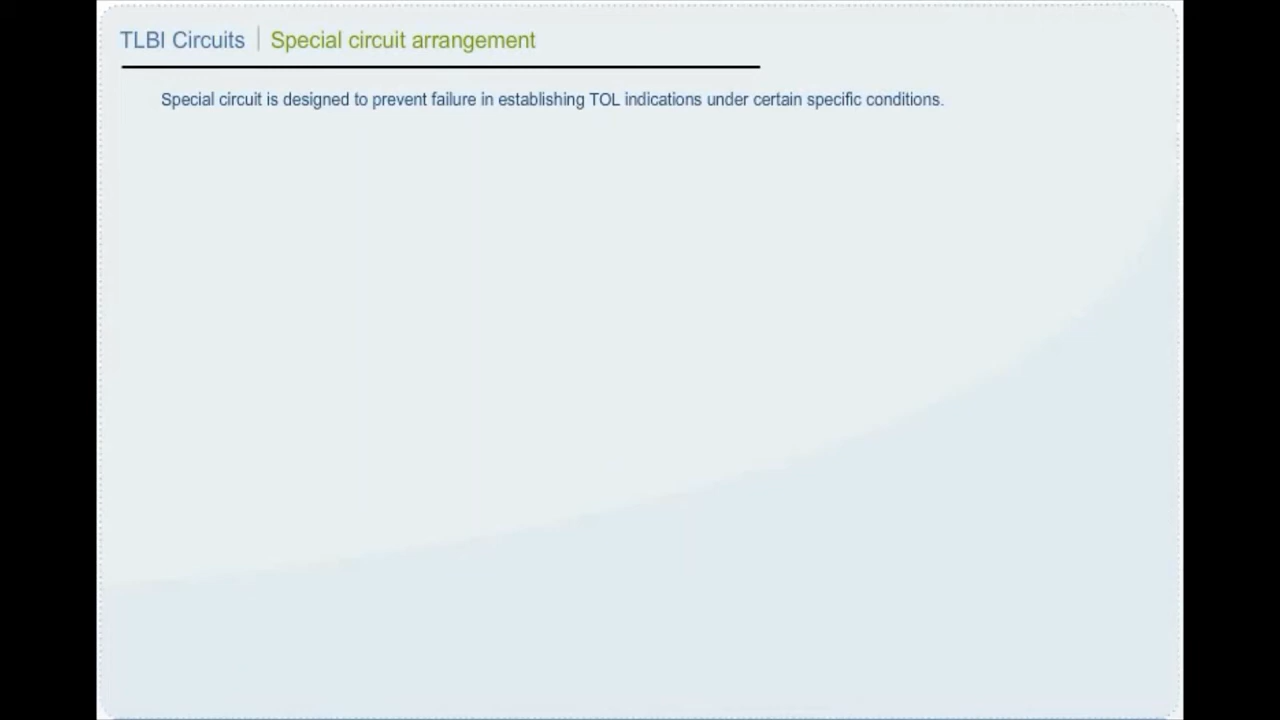 TLBI Circuits | Special circuit arrangement
Special circuit is designed to prevent failure in establishing TOL indications under certain specific conditions.